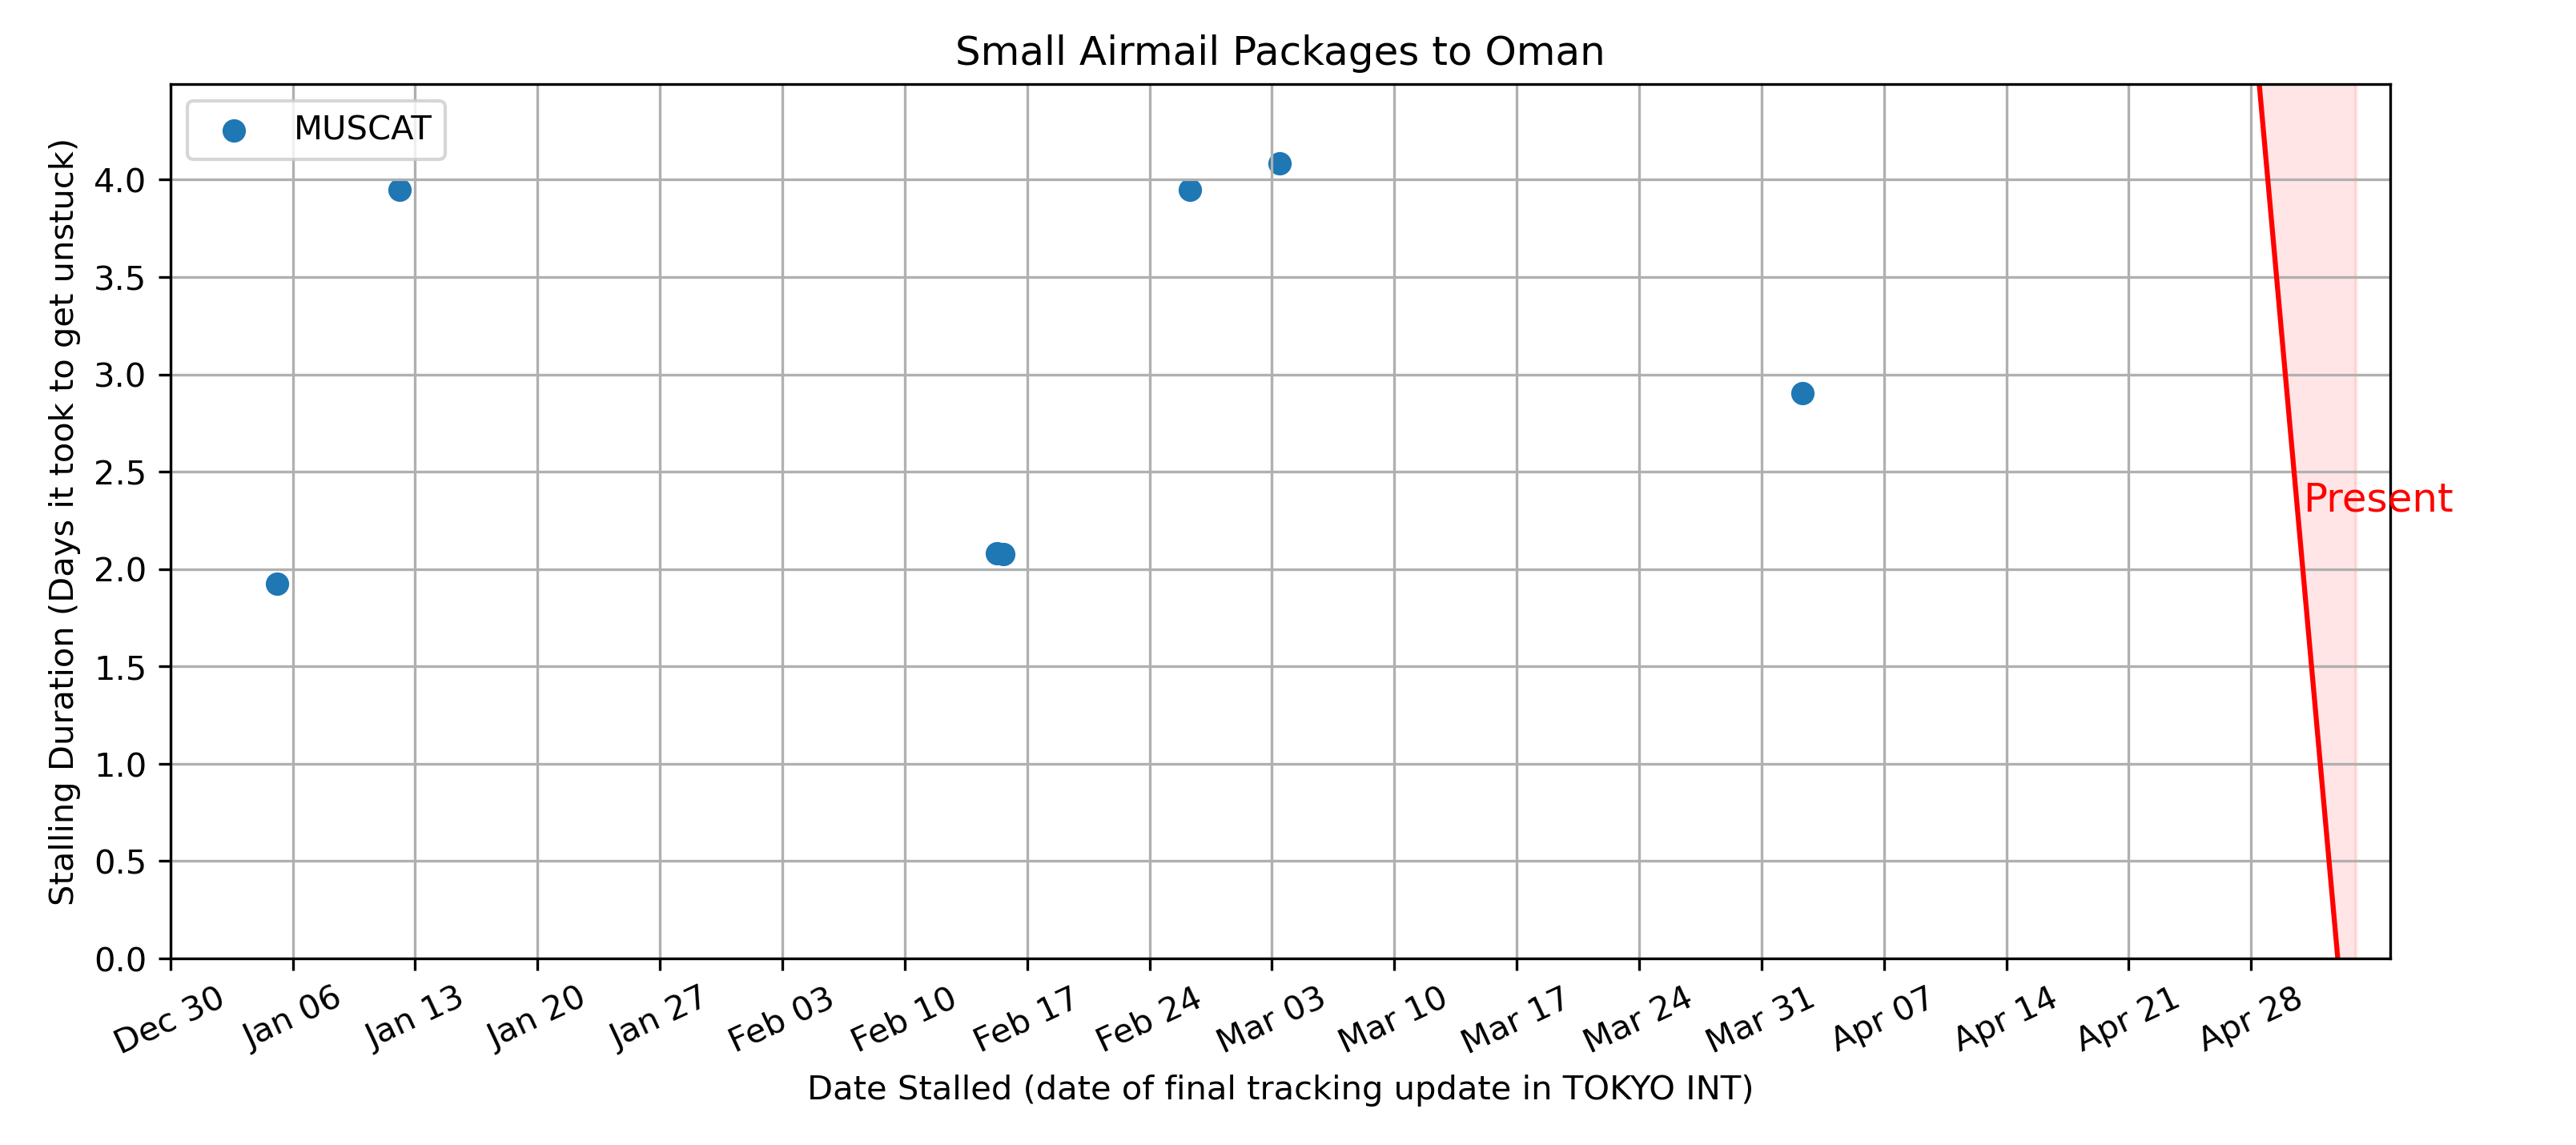 Small Airmail Packages to Oman
MUSCAT
Stalling Duration (Days it took to get unstuck)
4.0
3.5
3.0
2.5
2.0
1.5
1.0
0.5
0.0
Present
Dec 30
Jan 06
Jan 13
Jan 20
Jan 27
Feb 03
Feb 10
Feb 17
Feb 24
Mar 03
Mar 10
Mar 17
Mar 24
Mar 31
Apr 07
Apr 14
Apr 21
Apr 28
Date Stalled (date of final tracking update in TOKYO INT)